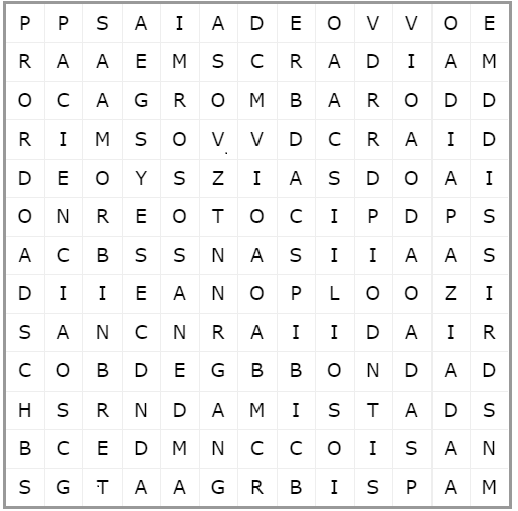 P P S A I A D E O V V O E
R A A E M S C R A D I A M
O C A G R O M B A R O D D
R I M S O V V D C R A I D
D E O Y S Z I A S D O A I
O N R E O T O C I P D P S
A C B S S N A S I I A A S
D I I E A N O P L O O Z I
S A N C N R A I I D A I R
C O B D E G B B O N D A D
H S R N D A M I S T A D S
B C E D M N C C O I S A N
S G T A A G R B I S P A M